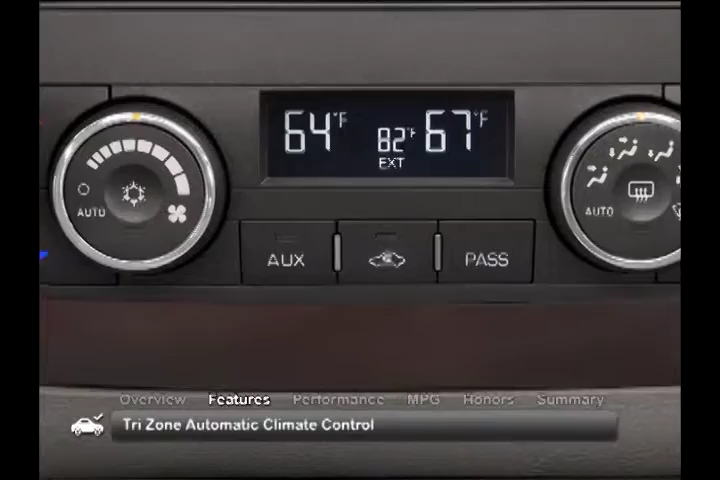 64°F 82°F 67°F
EXT
AUTO AUTO
AUX PASS
Overview Features Performance MPG Honors Summary
Tri Zone Automatic Climate Control